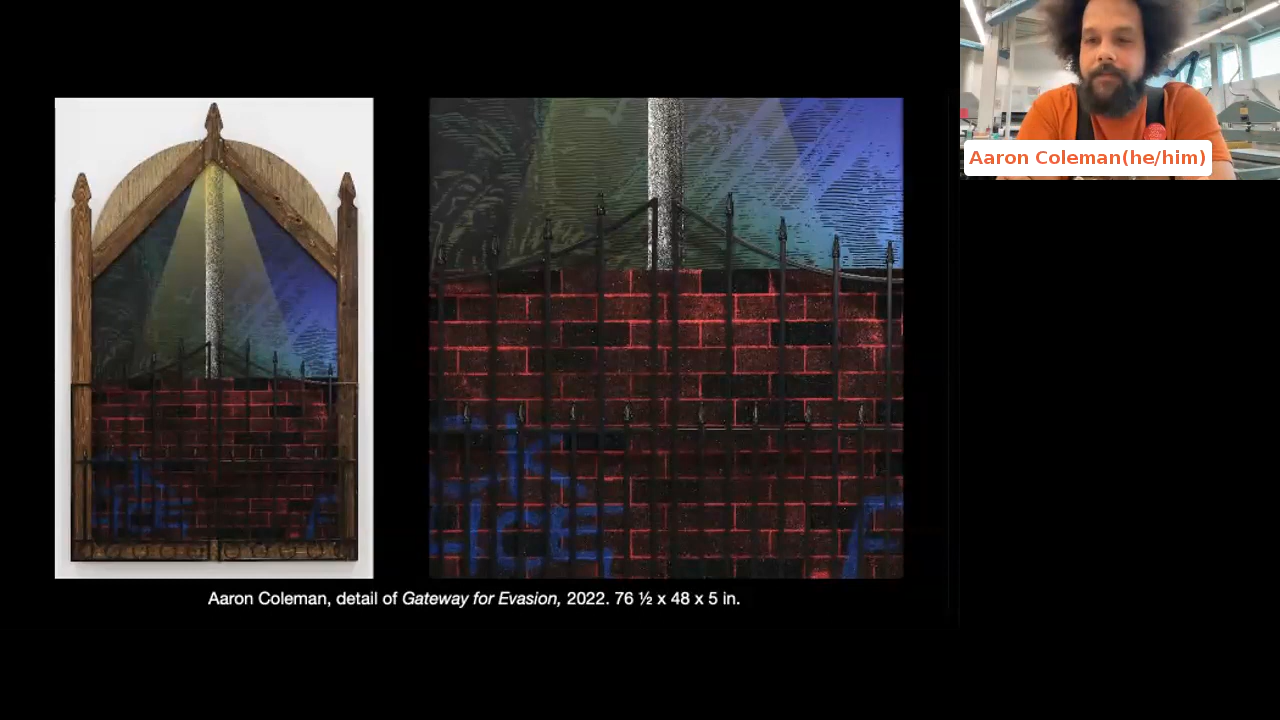 Aaron Coleman(he/him)
Aaron Coleman, detail of Gateway for Evasion, 2022. 76 ½ x 48 x 5 in.